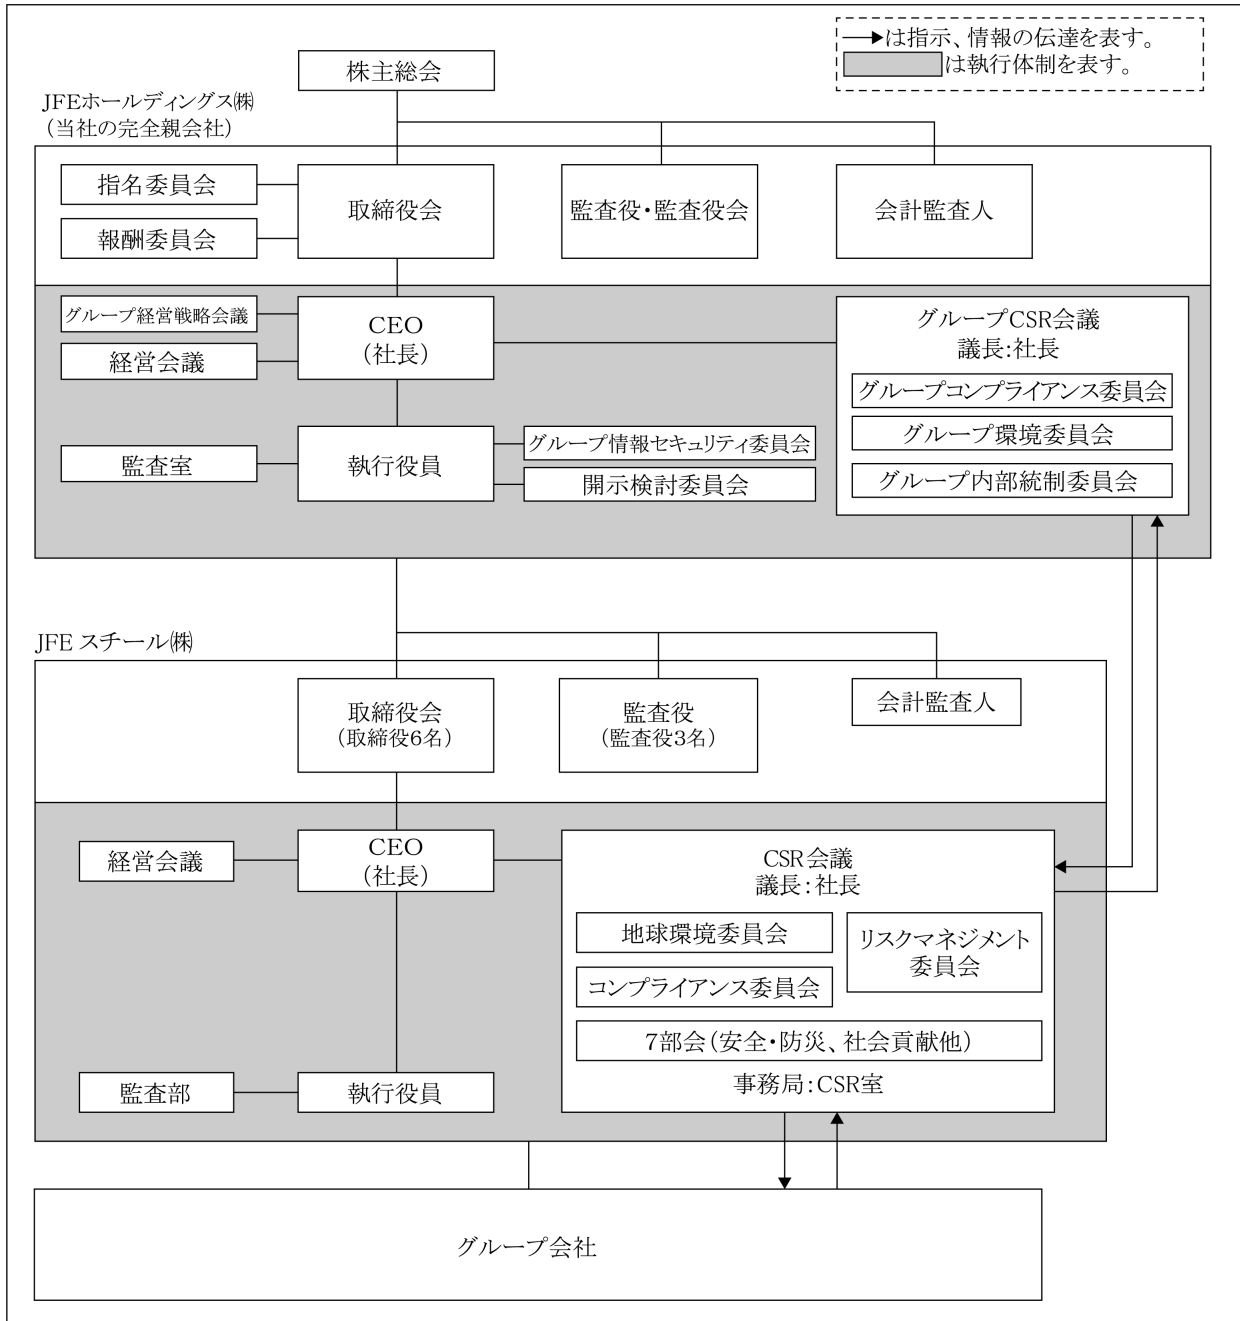 は指示、情報の伝達を表す。
は執行体制を表す。
株主総会
JFEホールディングス㈱
（当社の完全親会社）
指名委員会
報酬委員会
取締役会
監査役・監査役会
会計監査人
グループ経営戦略会議
経営会議
CEO
（社長）
グループCSR会議
議長：社長
グループコンプライアンス委員会
グループ環境委員会
グループ内部統制委員会
監査室
執行役員
グループ情報セキュリティ委員会
開示検討委員会
JFE スチール㈱
取締役会
（取締役6名）
監査役
（監査役3名）
会計監査人
経営会議
CEO
（社長）
CSR会議
議長：社長
地球環境委員会
コンプライアンス委員会
リスクマネジメント
委員会
7部会（安全・防災、社会貢献他）
事務局：CSR室
監査部
執行役員
グループ会社